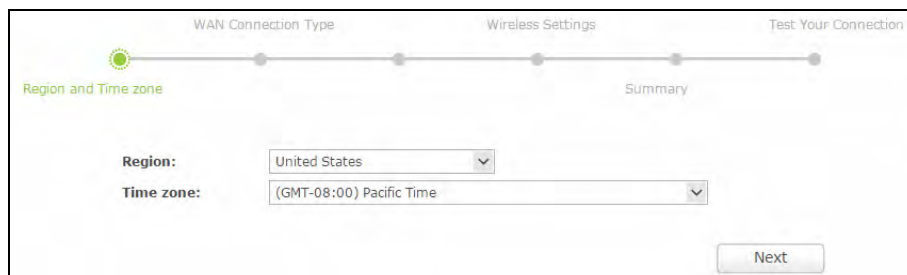 WAN Connection Type
Wireless Settings
Test Your Connection
Region and Time zone
Summary
Region:
United States
Time zone:
(GMT-08:00) Pacific Time
Next